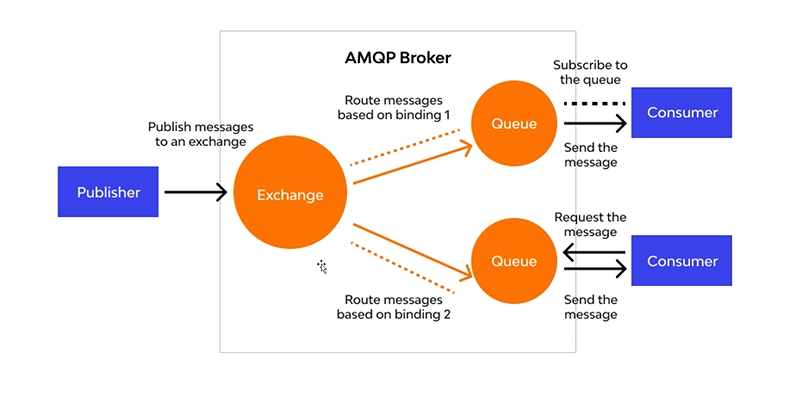 AMQP Broker
Subscribe to
the queue
Route messages
based on binding 1
Publish messages
to an exchange
Queue
Consumer
Send the
message
Publisher
Exchange
Request the
message
Queue
Consumer
Route messages
based on binding 2
Send the
message